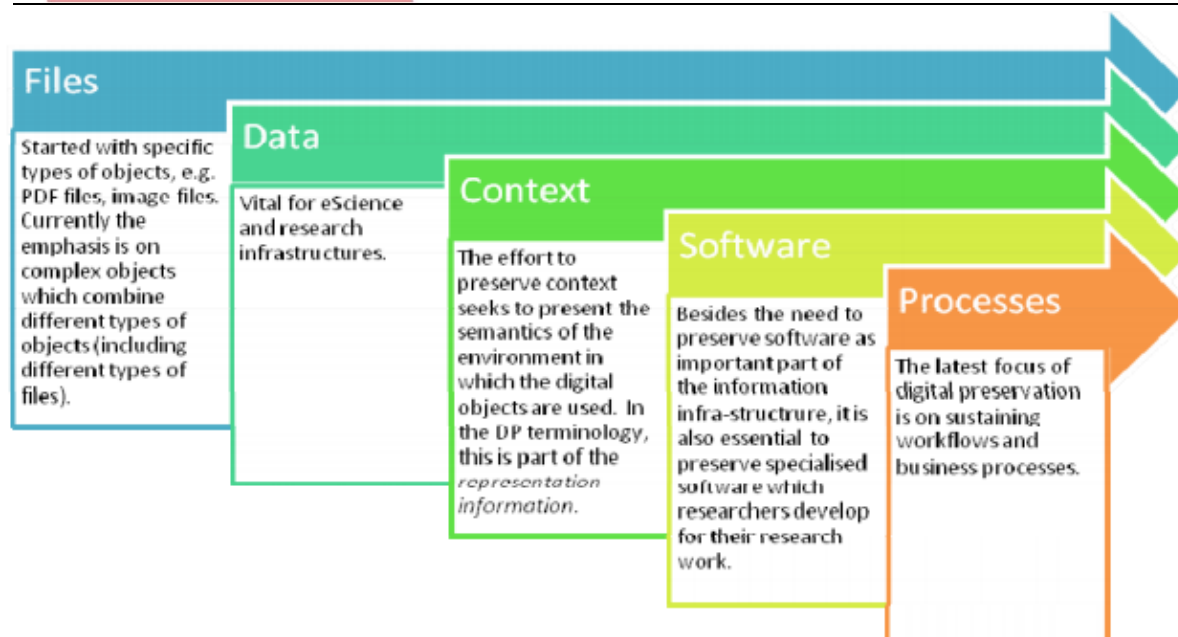 Files
Started with specific
types of objects, e.g.
PDF files, image files.
Currently the
emphasis is on
complex objects
which combine
different types of
objects (including
different types of
files).
Data
Vital for eScience
and research
infrastructures.
Context
The effort to
preserve context
seeks to present the
semantics of the
environment in
which the digital
objects are used. In
the DP terminology,
this is part of the
representation
information.
Software
Besides the need to
preserve software as
important part of
the information
infra-structrure, it is
also essential to
preserve specialised
software which
researchers develop
for their research
work.
Processes
The latest focus of
digital preservation
is on sustaining
workflows and
business processes.